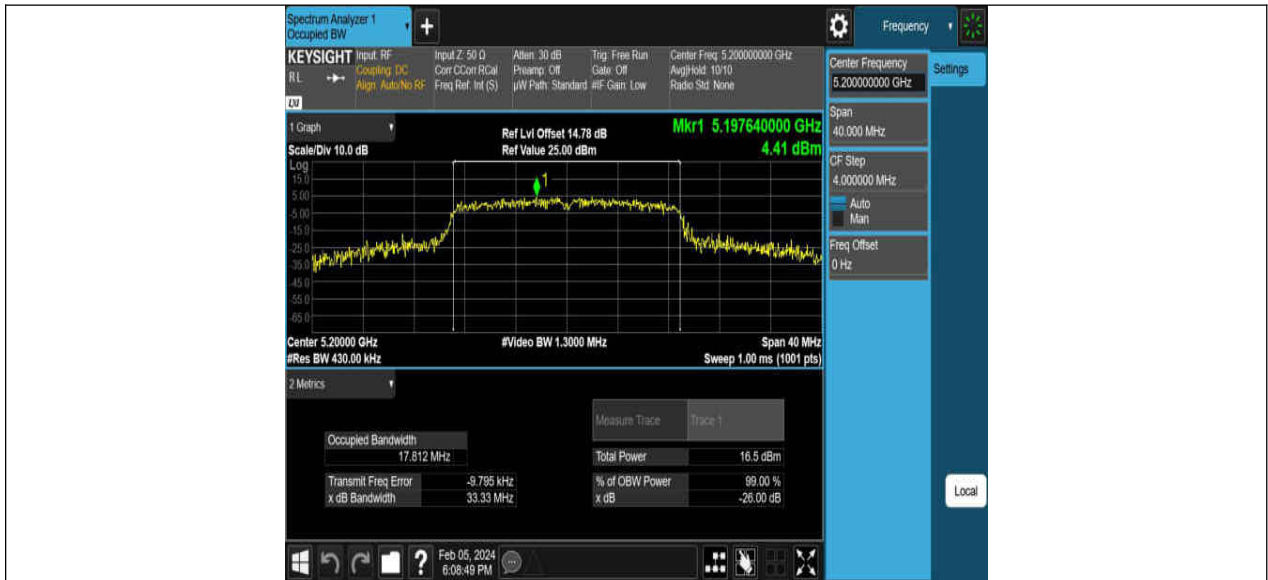 Spectrum Analyzer 1
Occupied BW
+
Frequency
KEYSIGHT
RL
LXI
Input: RF
Coupling: DC
Align: Auto/No RF
Input Z: 50 Ω
Corr CCorr RCal
Freq Ref: Int (S)
Atten: 30 dB
Preamp: Off
µW Path: Standard
Trig: Free Run
Gate: Off
#IF Gain: Low
Center Freq: 5.200000000 GHz
Avg|Hold: 10/10
Radio Std: None
Center Frequency
5.200000000 GHz
Settings
Span
40.000 MHz
CF Step
4.000000 MHz
Auto
Man
Freq Offset
0 Hz
Local
1 Graph
Scale/Div 10.0 dB
Ref Lvl Offset 14.78 dB
Ref Value 25.00 dBm
Mkr1 5.197640000 GHz
4.41 dBm
Log
15.0
5.00
-5.00
-15.0
-25.0
-35.0
-45.0
-55.0
-65.0
1
Center 5.20000 GHz
#Res BW 430.00 kHz
#Video BW 1.3000 MHz
Span 40 MHz
Sweep 1.00 ms (1001 pts)
2 Metrics
Measure Trace Trace 1
Occupied Bandwidth
17.812 MHz
Total Power 16.5 dBm
Transmit Freq Error -9.795 kHz
% of OBW Power 99.00 %
x dB Bandwidth 33.33 MHz
x dB -26.00 dB
?
Feb 05, 2024
6:08:49 PM